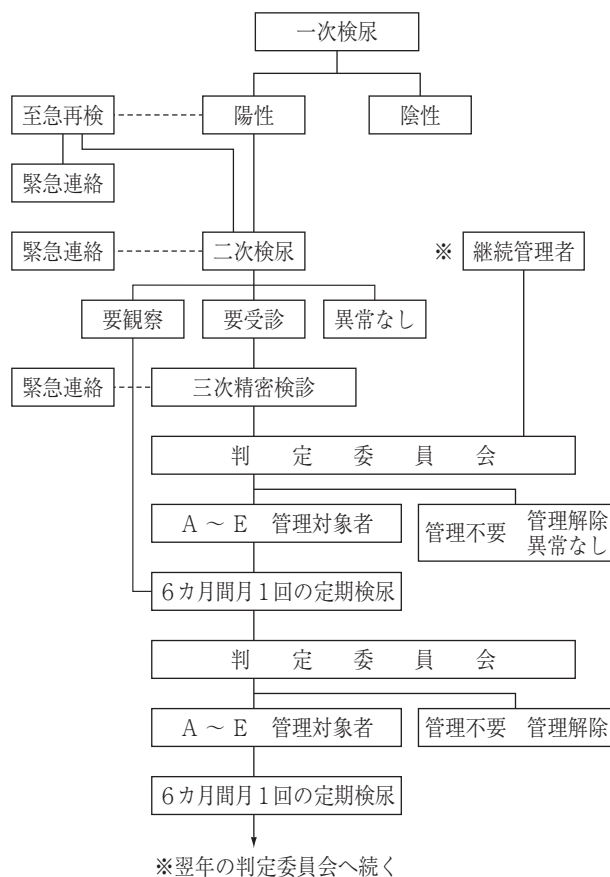 一次検尿
至急再検
陽性
陰性
緊急連絡
緊急連絡
二次検尿
※ 継続管理者
要観察
要受診
異常なし
緊急連絡
三次精密検診
判 定 委 員 会
A～E 管理対象者
管理不要 管理解除
異常なし
6カ月間月1回の定期検尿
判 定 委 員 会
A～E 管理対象者
管理不要 管理解除
6カ月間月1回の定期検尿
※翌年の判定委員会へ続く